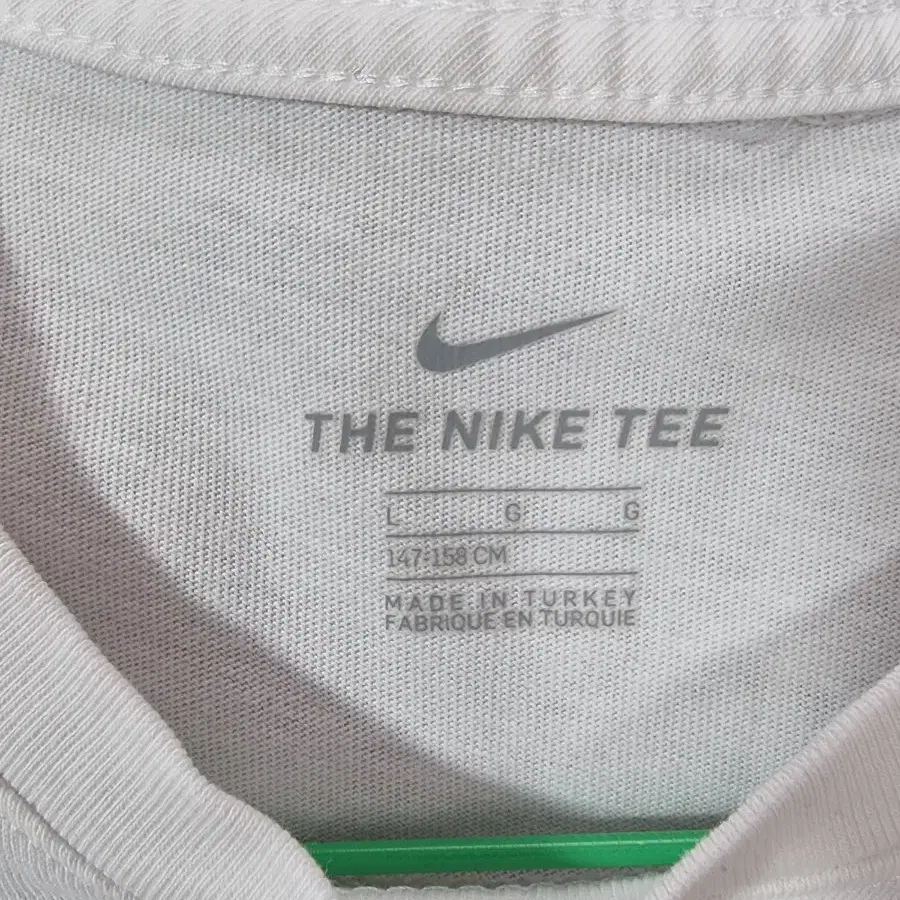 THE NIKE TEE
L G G
147-158 CM
MADE IN TURKEY
FABRIQUE EN TURQUIE